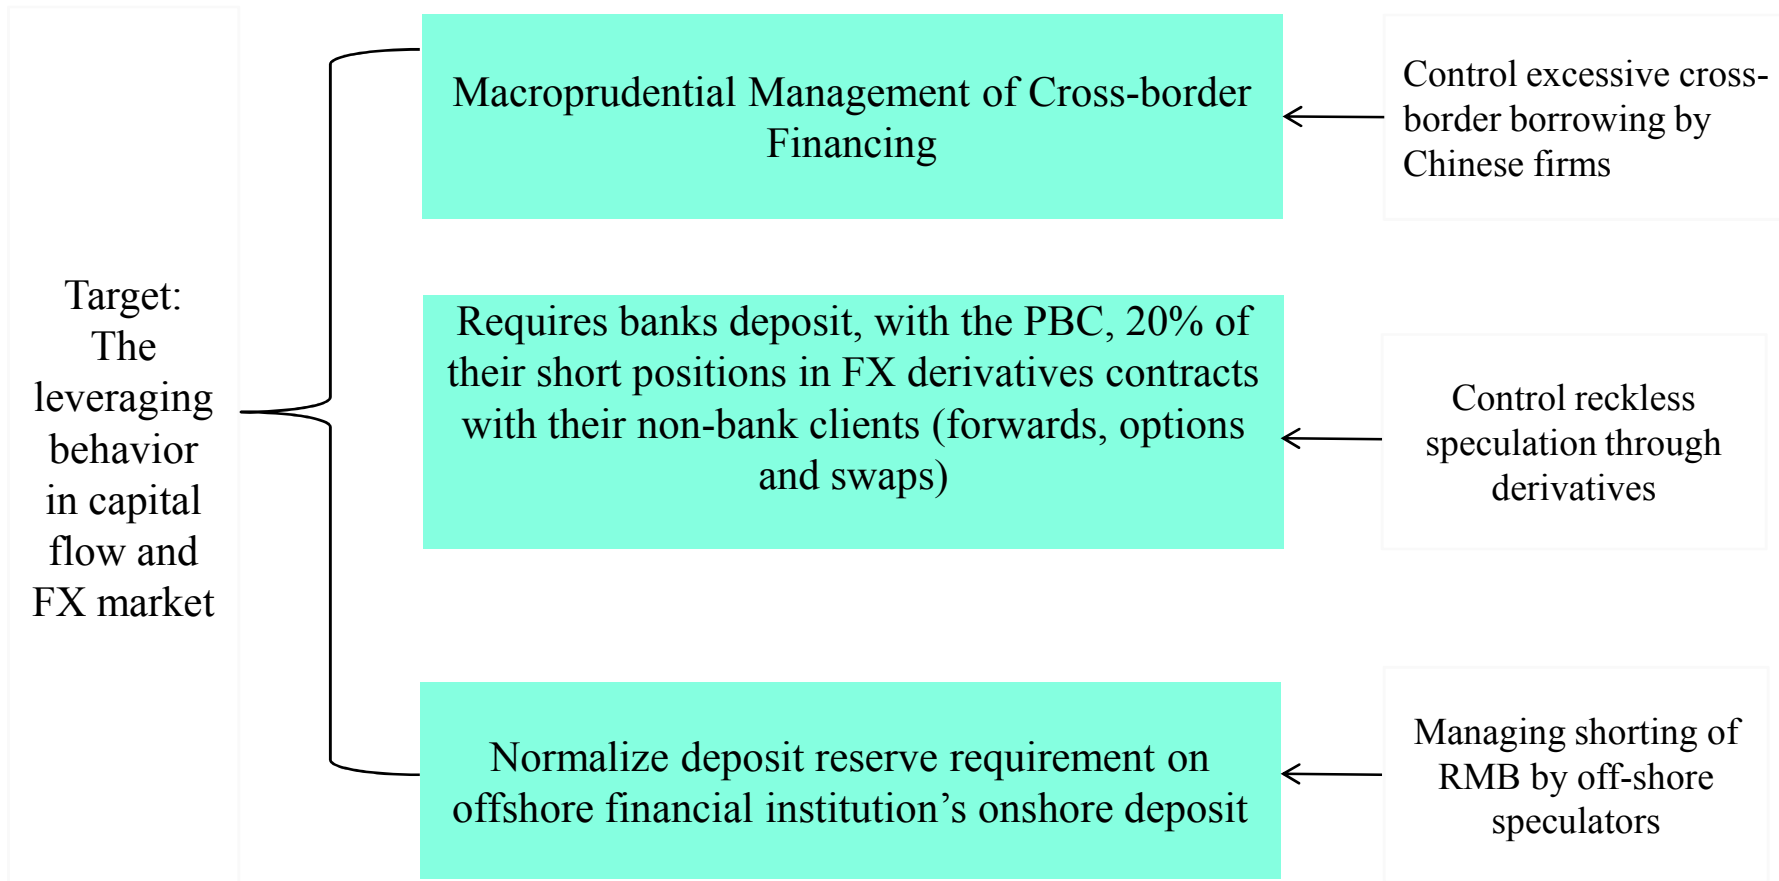 Target:
The
leveraging
behavior
in capital
flow and
FX market
Macroprudential Management of Cross-border
Financing
Control excessive cross-
border borrowing by
Chinese firms
Requires banks deposit, with the PBC, 20% of
their short positions in FX derivatives contracts
with their non-bank clients (forwards, options
and swaps)
Control reckless
speculation through
derivatives
Normalize deposit reserve requirement on
offshore financial institution’s onshore deposit
Managing shorting of
RMB by off-shore
speculators